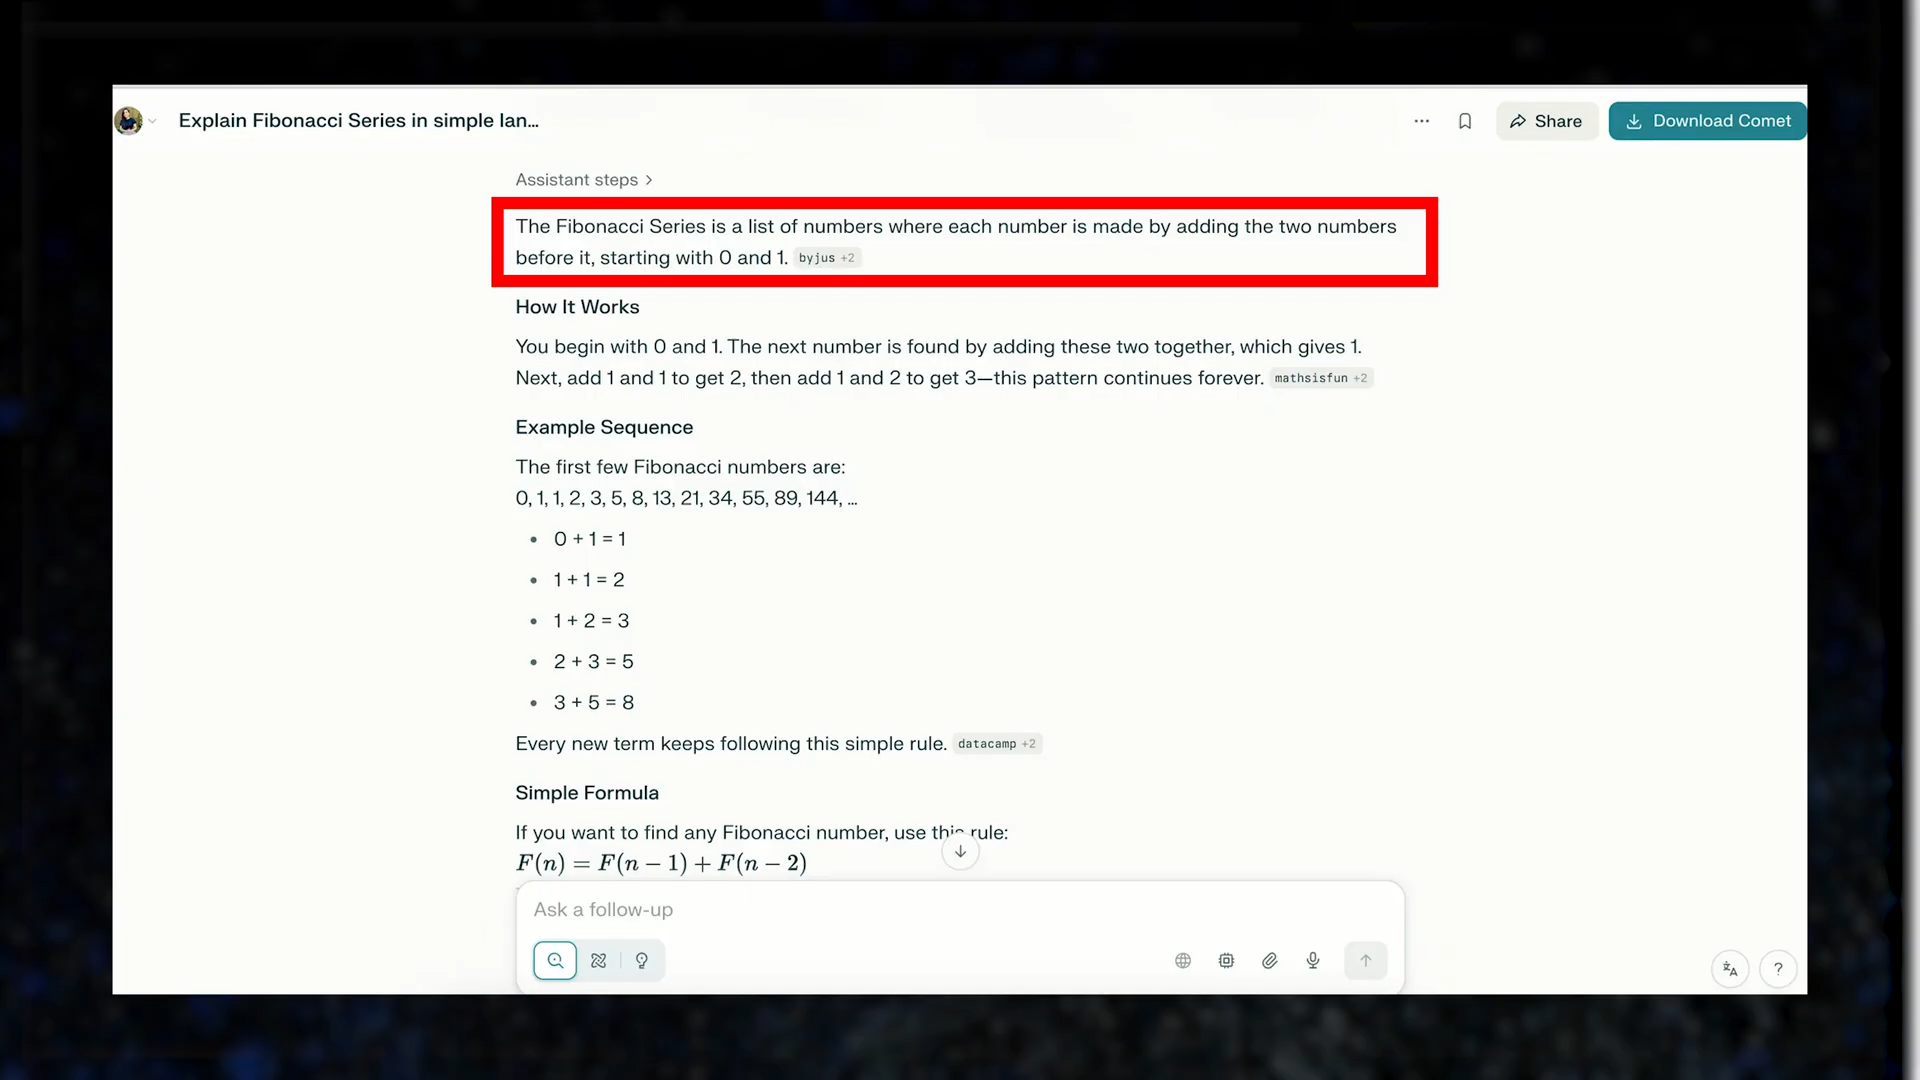 Explain Fibonacci Series in simple lan...
Share
Download Comet
Assistant steps
The Fibonacci Series is a list of numbers where each number is made by adding the two numbers
before it, starting with 0 and 1. byjus +2
How It Works
You begin with 0 and 1. The next number is found by adding these two together, which gives 1.
Next, add 1 and 1 to get 2, then add 1 and 2 to get 3—this pattern continues forever. mathsisfun +2
Example Sequence
The first few Fibonacci numbers are:
0, 1, 1, 2, 3, 5, 8, 13, 21, 34, 55, 89, 144, ...
• 0 + 1 = 1
• 1 + 1 = 2
• 1 + 2 = 3
• 2 + 3 = 5
• 3 + 5 = 8
Every new term keeps following this simple rule. datacamp +2
Simple Formula
If you want to find any Fibonacci number, use this rule:
F(n) = F(n − 1) + F(n − 2)
Ask a follow-up
?